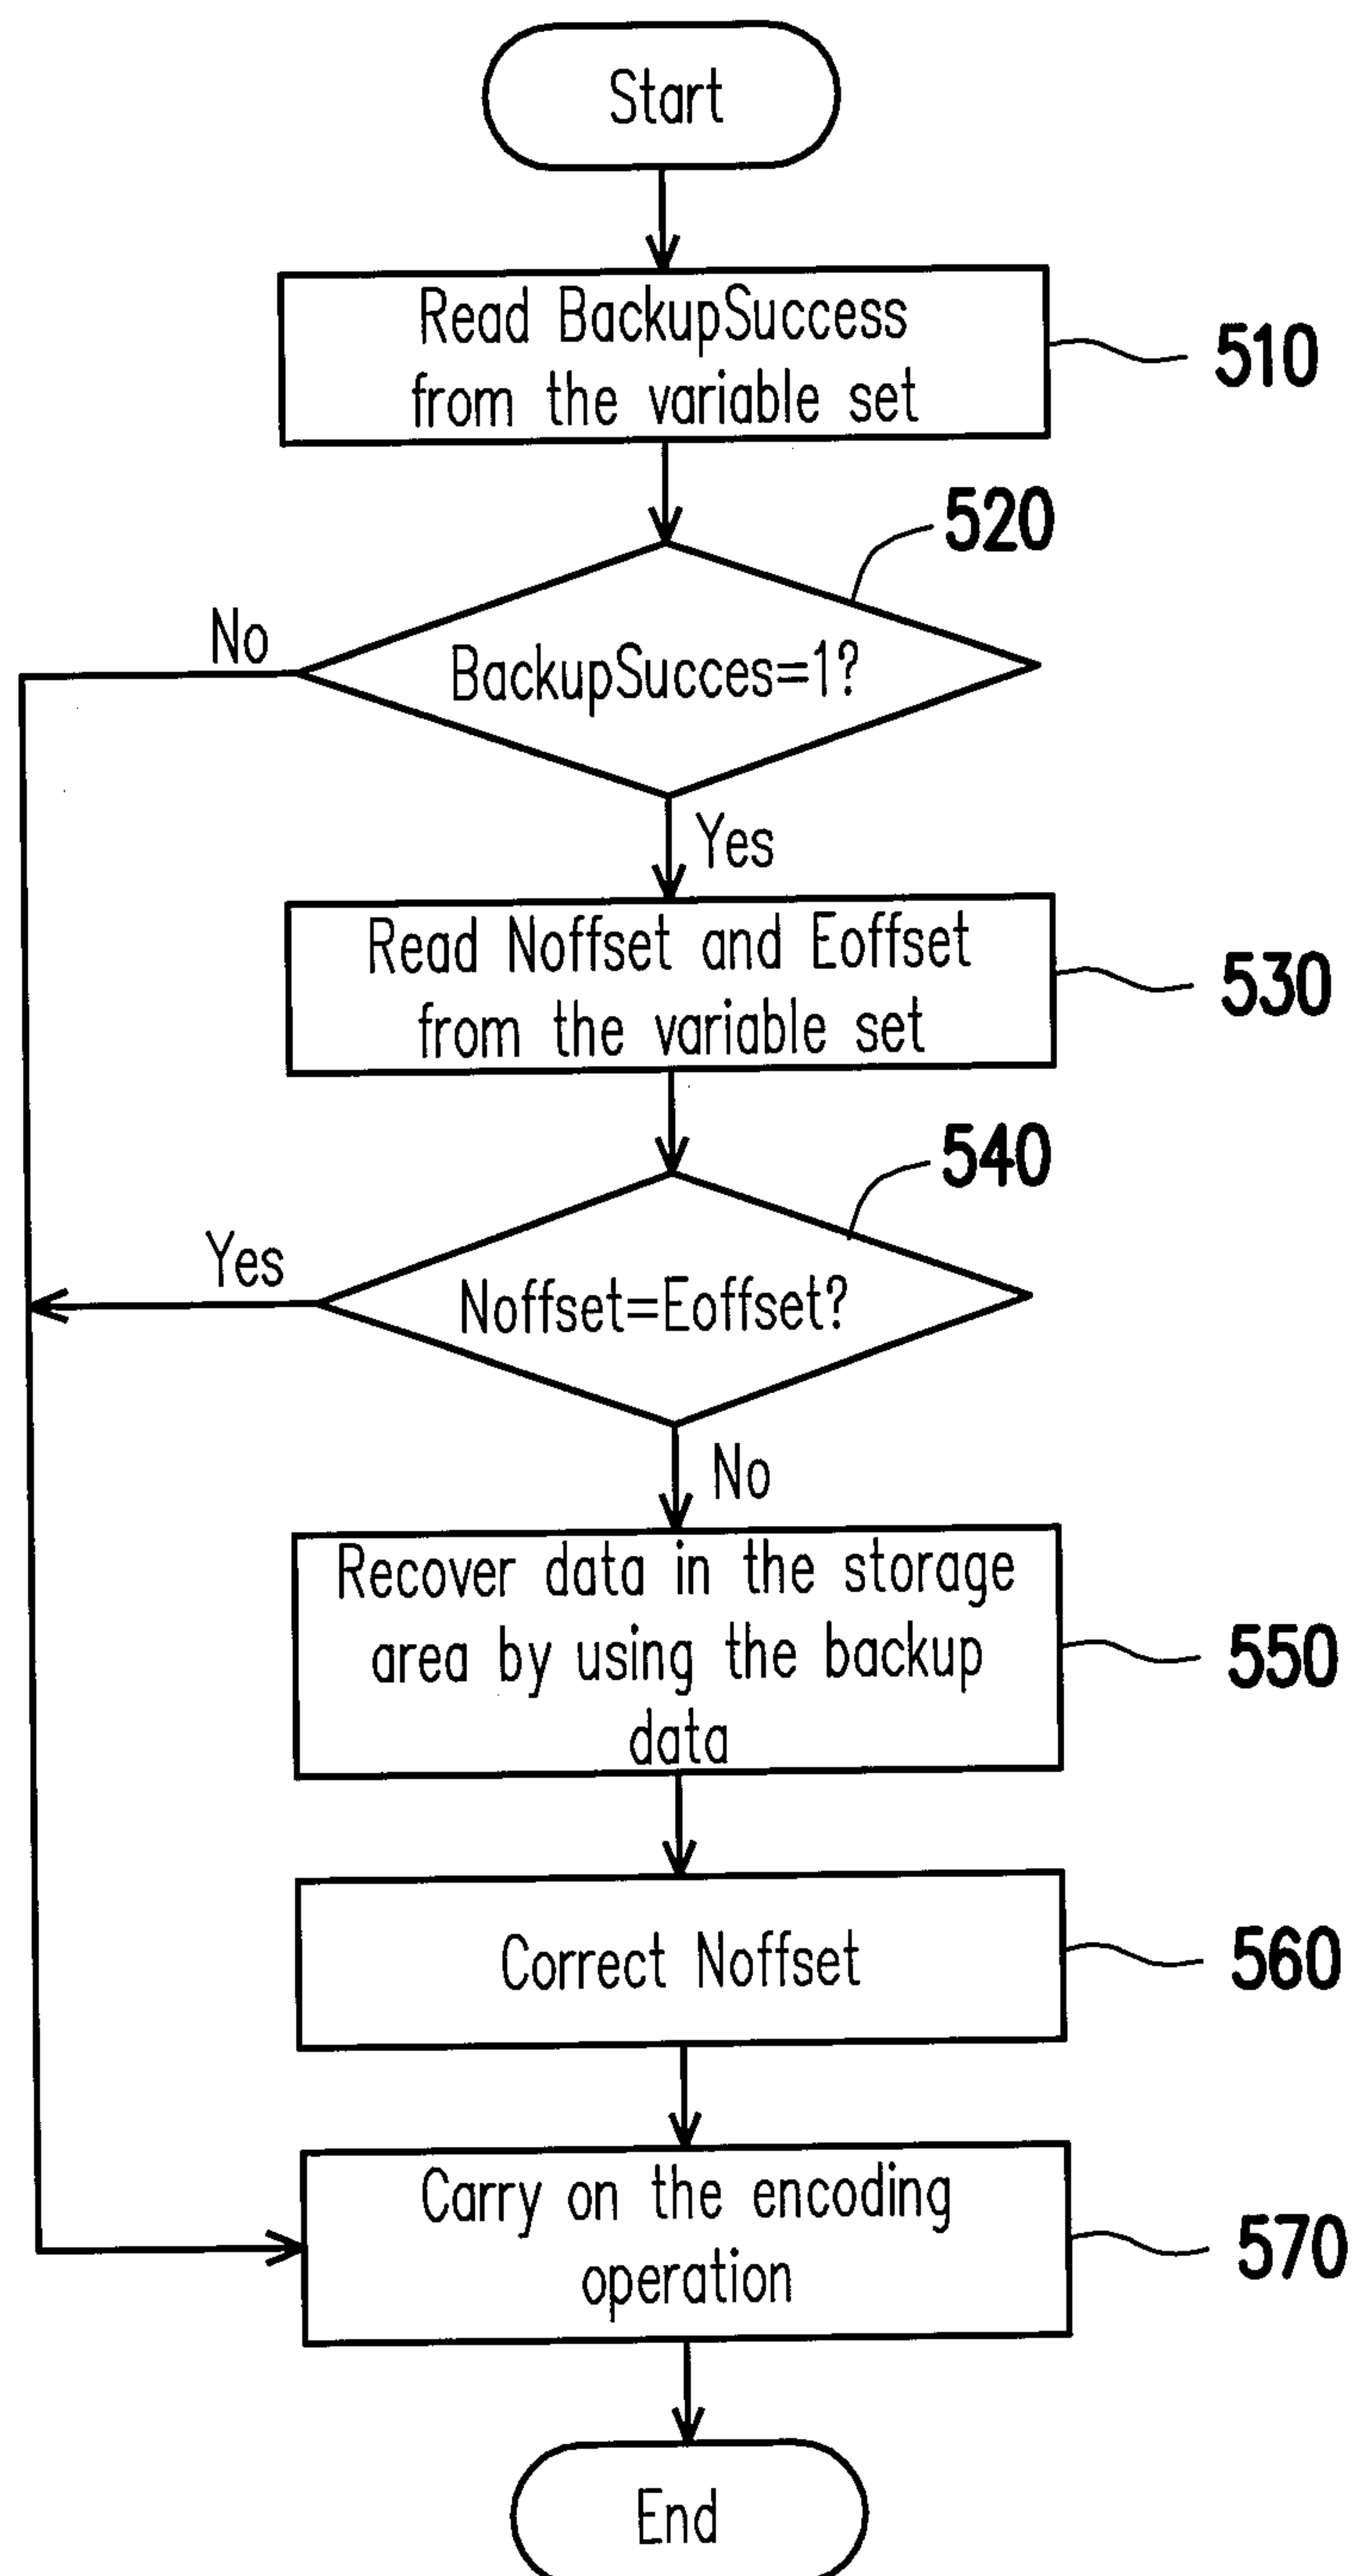 Start
Read BackupSuccess
from the variable set
510
520
No
BackupSucces=1?
Yes
Read Noffset and Eoffset
from the variable set
530
540
Yes
Noffset=Eoffset?
No
Recover data in the storage
area by using the backup
data
550
Correct Noffset
560
Carry on the encoding
operation
570
End